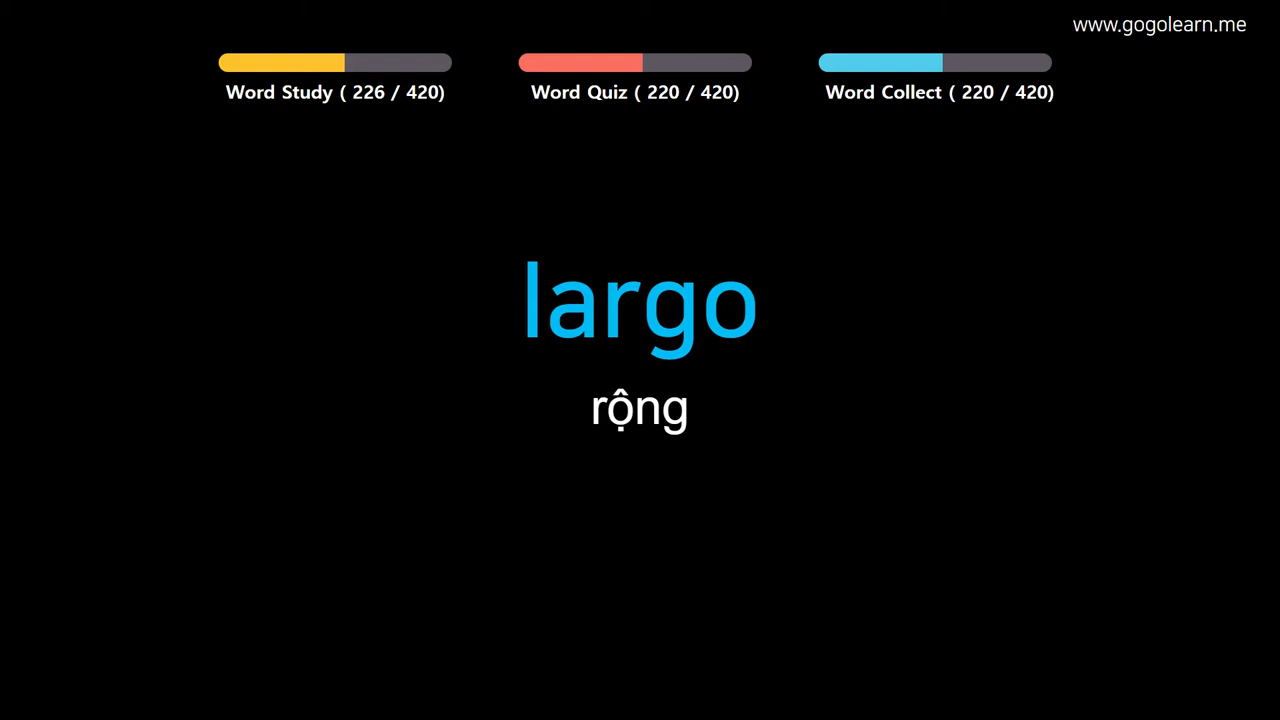 www.gogolearn.me
Word Study ( 226 / 420)
Word Quiz ( 220 / 420)
Word Collect ( 220 / 420)
largo
rộng